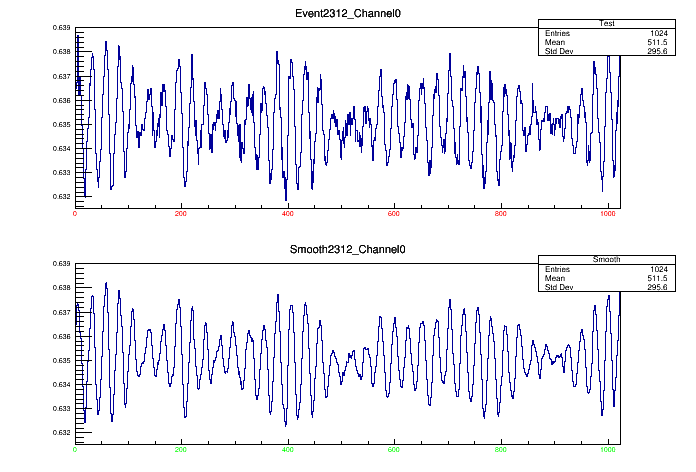 Event2312_Channel0
Test
Entries 1024
Mean 511.5
Std Dev 295.6
0.639
0.638
0.637
0.636
0.635
0.634
0.633
0.632
0 200 400 600 800 1000
Smooth2312_Channel0
Smooth
Entries 1024
Mean 511.5
Std Dev 295.6
0.639
0.638
0.637
0.636
0.635
0.634
0.633
0.632
0 200 400 600 800 1000